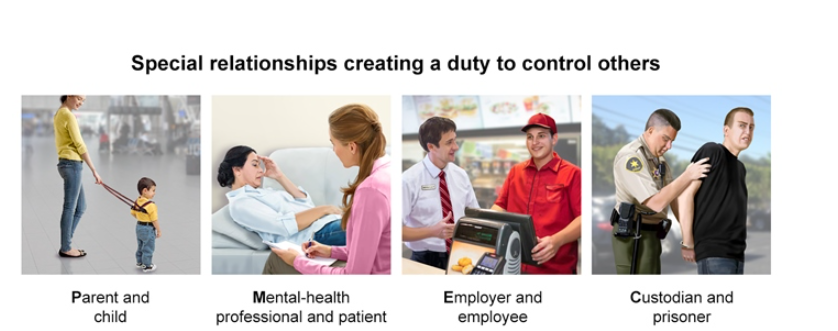 Special relationships creating a duty to control others
Parent and
child
Mental-health
professional and patient
Employer and
employee
Custodian and
prisoner